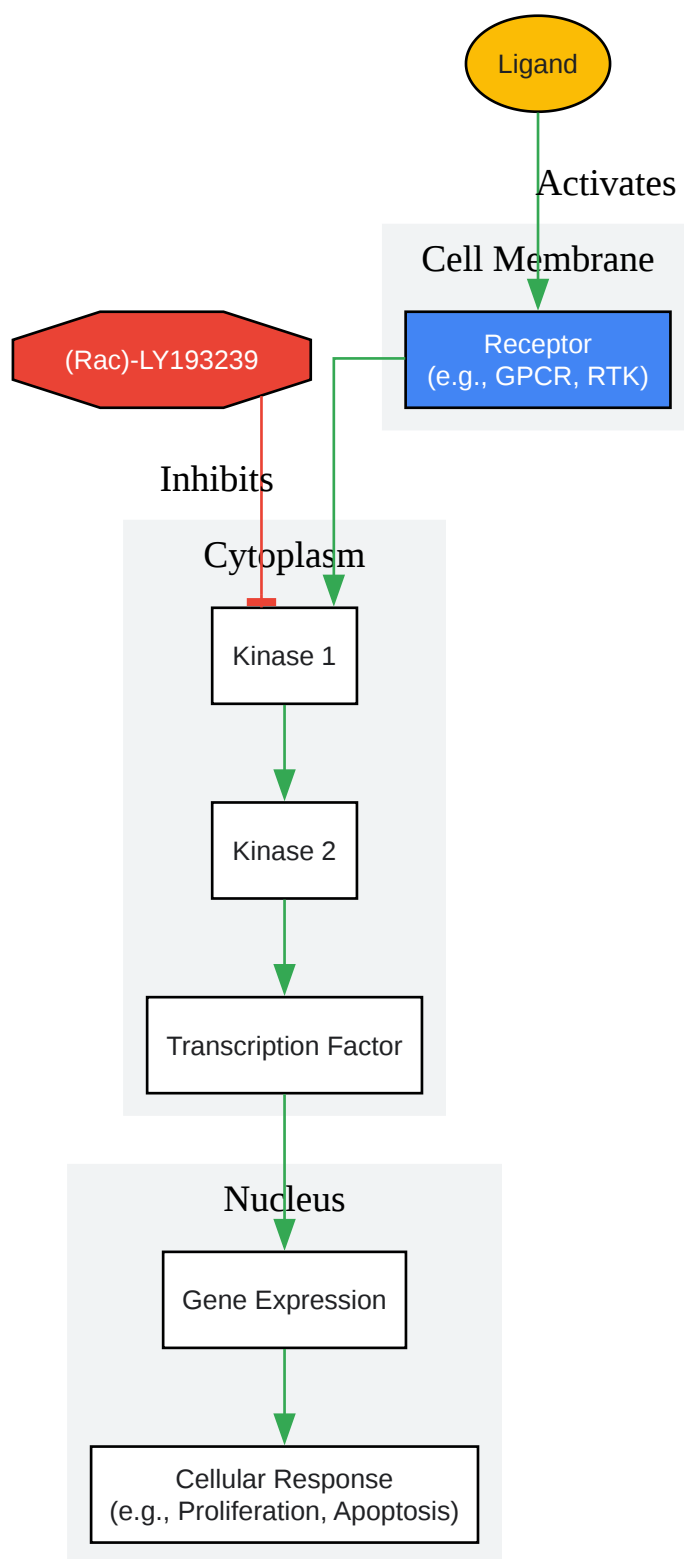 Ligand
Activates
Cell Membrane
Receptor
(e.g., GPCR, RTK)
(Rac)-LY193239
Inhibits
Cytoplasm
Kinase 1
Kinase 2
Transcription Factor
Nucleus
Gene Expression
Cellular Response
(e.g., Proliferation, Apoptosis)